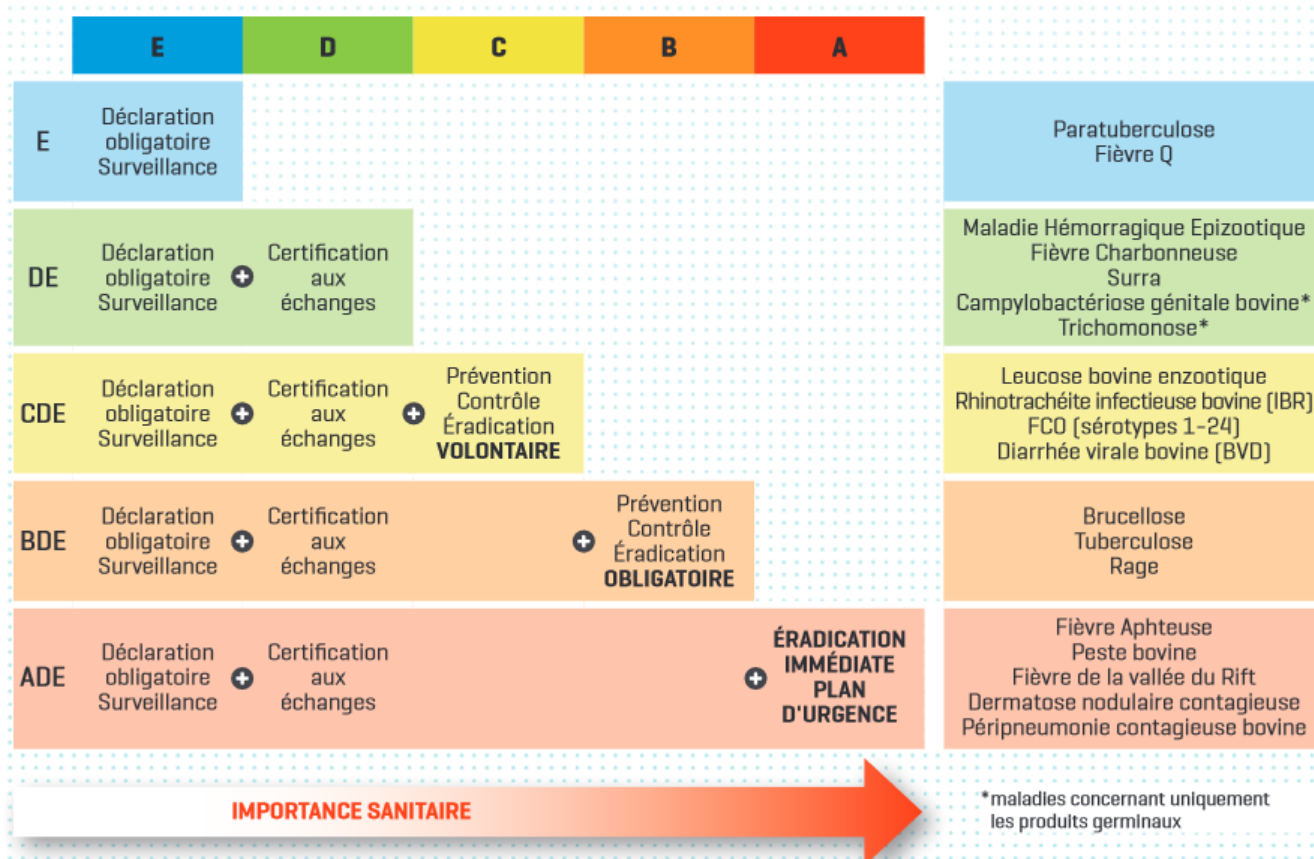 E
D
C
B
A
E
Déclaration
obligatoire
Surveillance
Paratuberculose
Fièvre Q
DE
Déclaration
obligatoire
Surveillance
+
Certification
aux
échanges
Maladie Hémorragique Epizootique
Fièvre Charbonneuse
Surra
Campylobactériose génitale bovine*
Trichomonose*
CDE
Déclaration
obligatoire
Surveillance
+
Certification
aux
échanges
+
Prévention
Contrôle
Éradication
VOLONTAIRE
Leucose bovine enzootique
Rhinotrachéite infectieuse bovine (IBR)
FCO (sérotypes 1-24)
Diarrhée virale bovine (BVD)
BDE
Déclaration
obligatoire
Surveillance
+
Certification
aux
échanges
+
Prévention
Contrôle
Éradication
OBLIGATOIRE
Brucellose
Tuberculose
Rage
ADE
Déclaration
obligatoire
Surveillance
+
Certification
aux
échanges
+
ÉRADICATION
IMMÉDIATE
PLAN
D'URGENCE
Fièvre Aphteuse
Peste bovine
Fièvre de la vallée du Rift
Dermatose nodulaire contagieuse
Péripneumonie contagieuse bovine
IMPORTANCE SANITAIRE
*maladies concernant uniquement
les produits germinaux